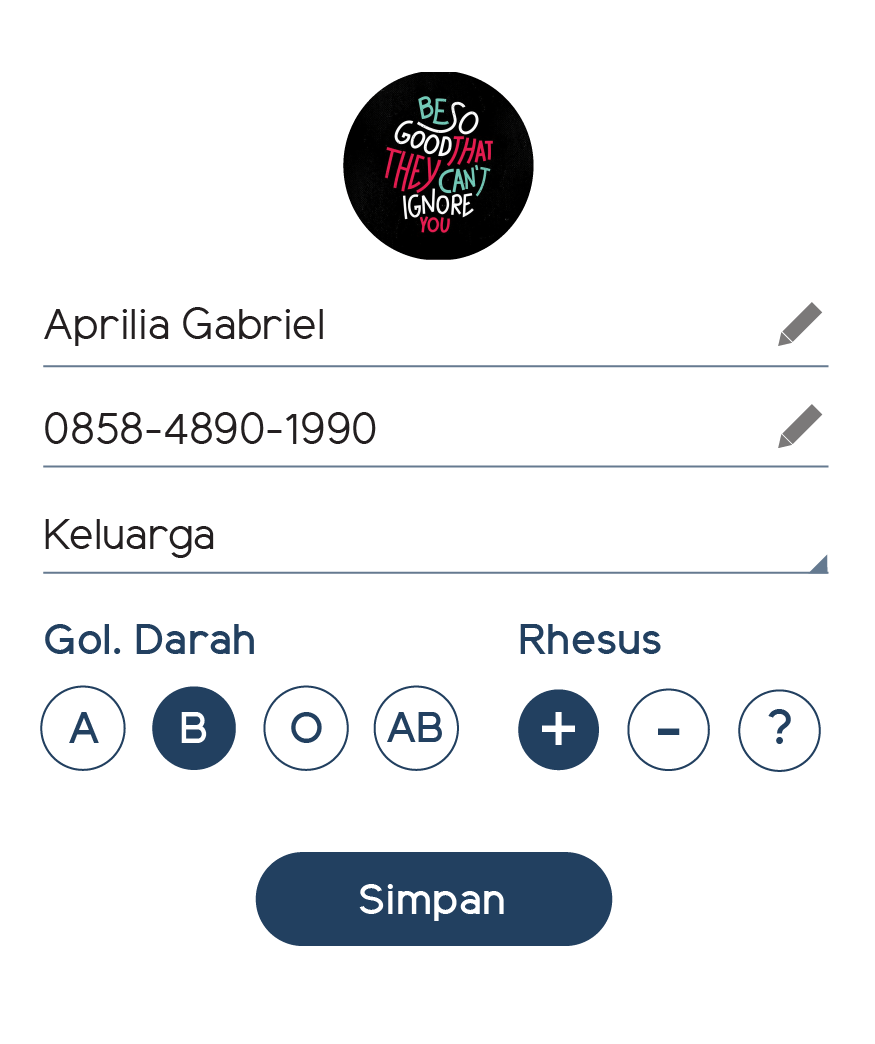 BE SO
GOOD THAT
THEY CAN'T
IGNORE
YOU
Aprilia Gabriel
0858-4890-1990
Keluarga
Gol. Darah Rhesus
A B O AB + - ?
Simpan